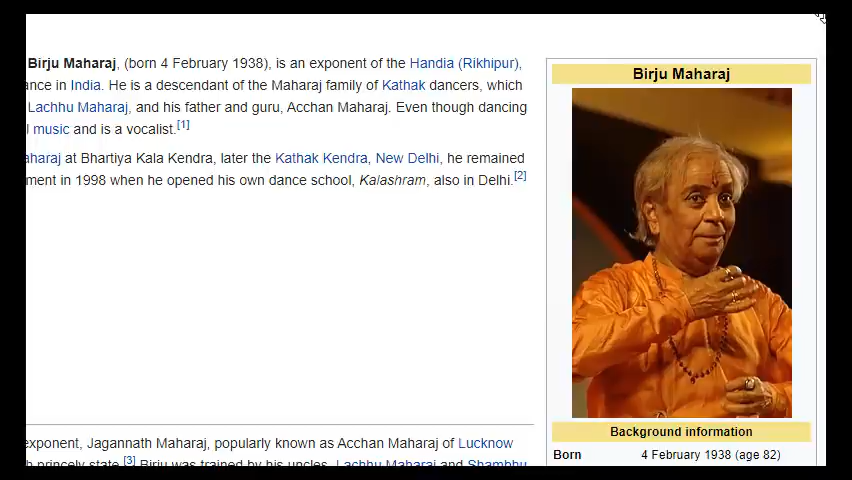 Birju Maharaj, (born 4 February 1938), is an exponent of the Handia (Rikhipur),
ance in India. He is a descendant of the Maharaj family of Kathak dancers, which
Lachhu Maharaj, and his father and guru, Acchan Maharaj. Even though dancing
l music and is a vocalist.[1]
aharaj at Bhartiya Kala Kendra, later the Kathak Kendra, New Delhi, he remained
ment in 1998 when he opened his own dance school, Kalashram, also in Delhi.[2]
exponent, Jagannath Maharaj, popularly known as Acchan Maharaj of Lucknow
h princely state.[3] Birju was trained by his uncles, Lachhu Maharaj and Shambhu
Birju Maharaj
Background information
Born 4 February 1938 (age 82)